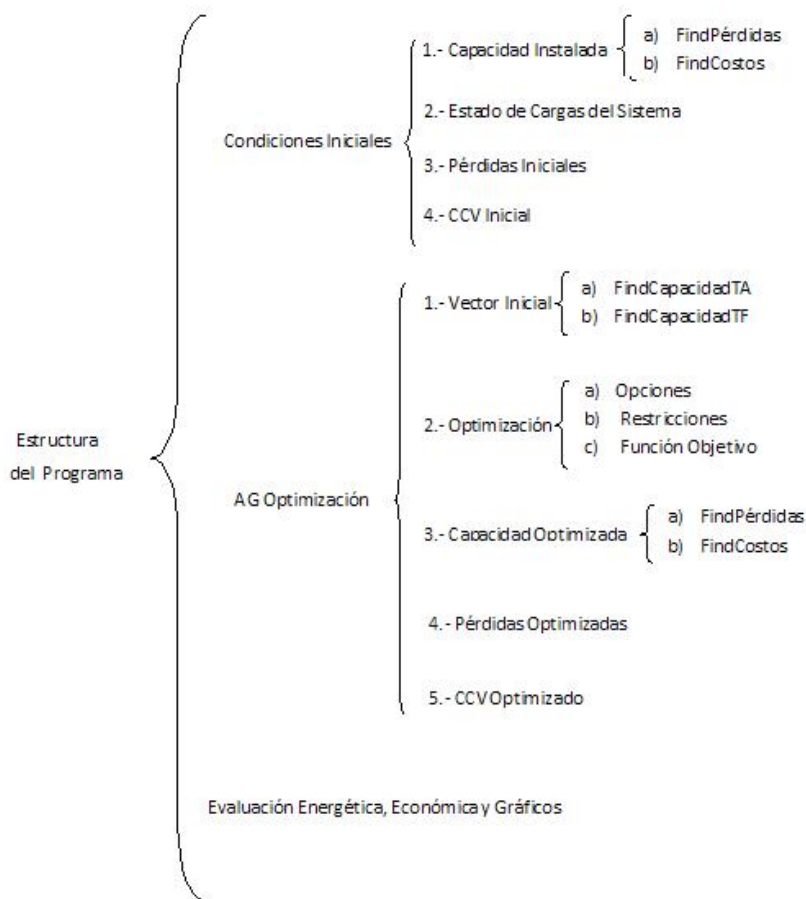 Estructura
del Programa
Condiciones Iniciales
1.- Capacidad Instalada
a) FindPérdidas
b) FindCostos
2.- Estado de Cargas del Sistema
3.- Pérdidas Iniciales
4.- CCV Inicial
AG Optimización
1.- Vector Inicial
a) FindCapacidadTA
b) FindCapacidadTF
2.- Optimización
a) Opciones
b) Restricciones
c) Función Objetivo
3.- Capacidad Optimizada
a) FindPérdidas
b) FindCostos
4.- Pérdidas Optimizadas
5.- CCV Optimizado
Evaluación Energética, Económica y Gráficos